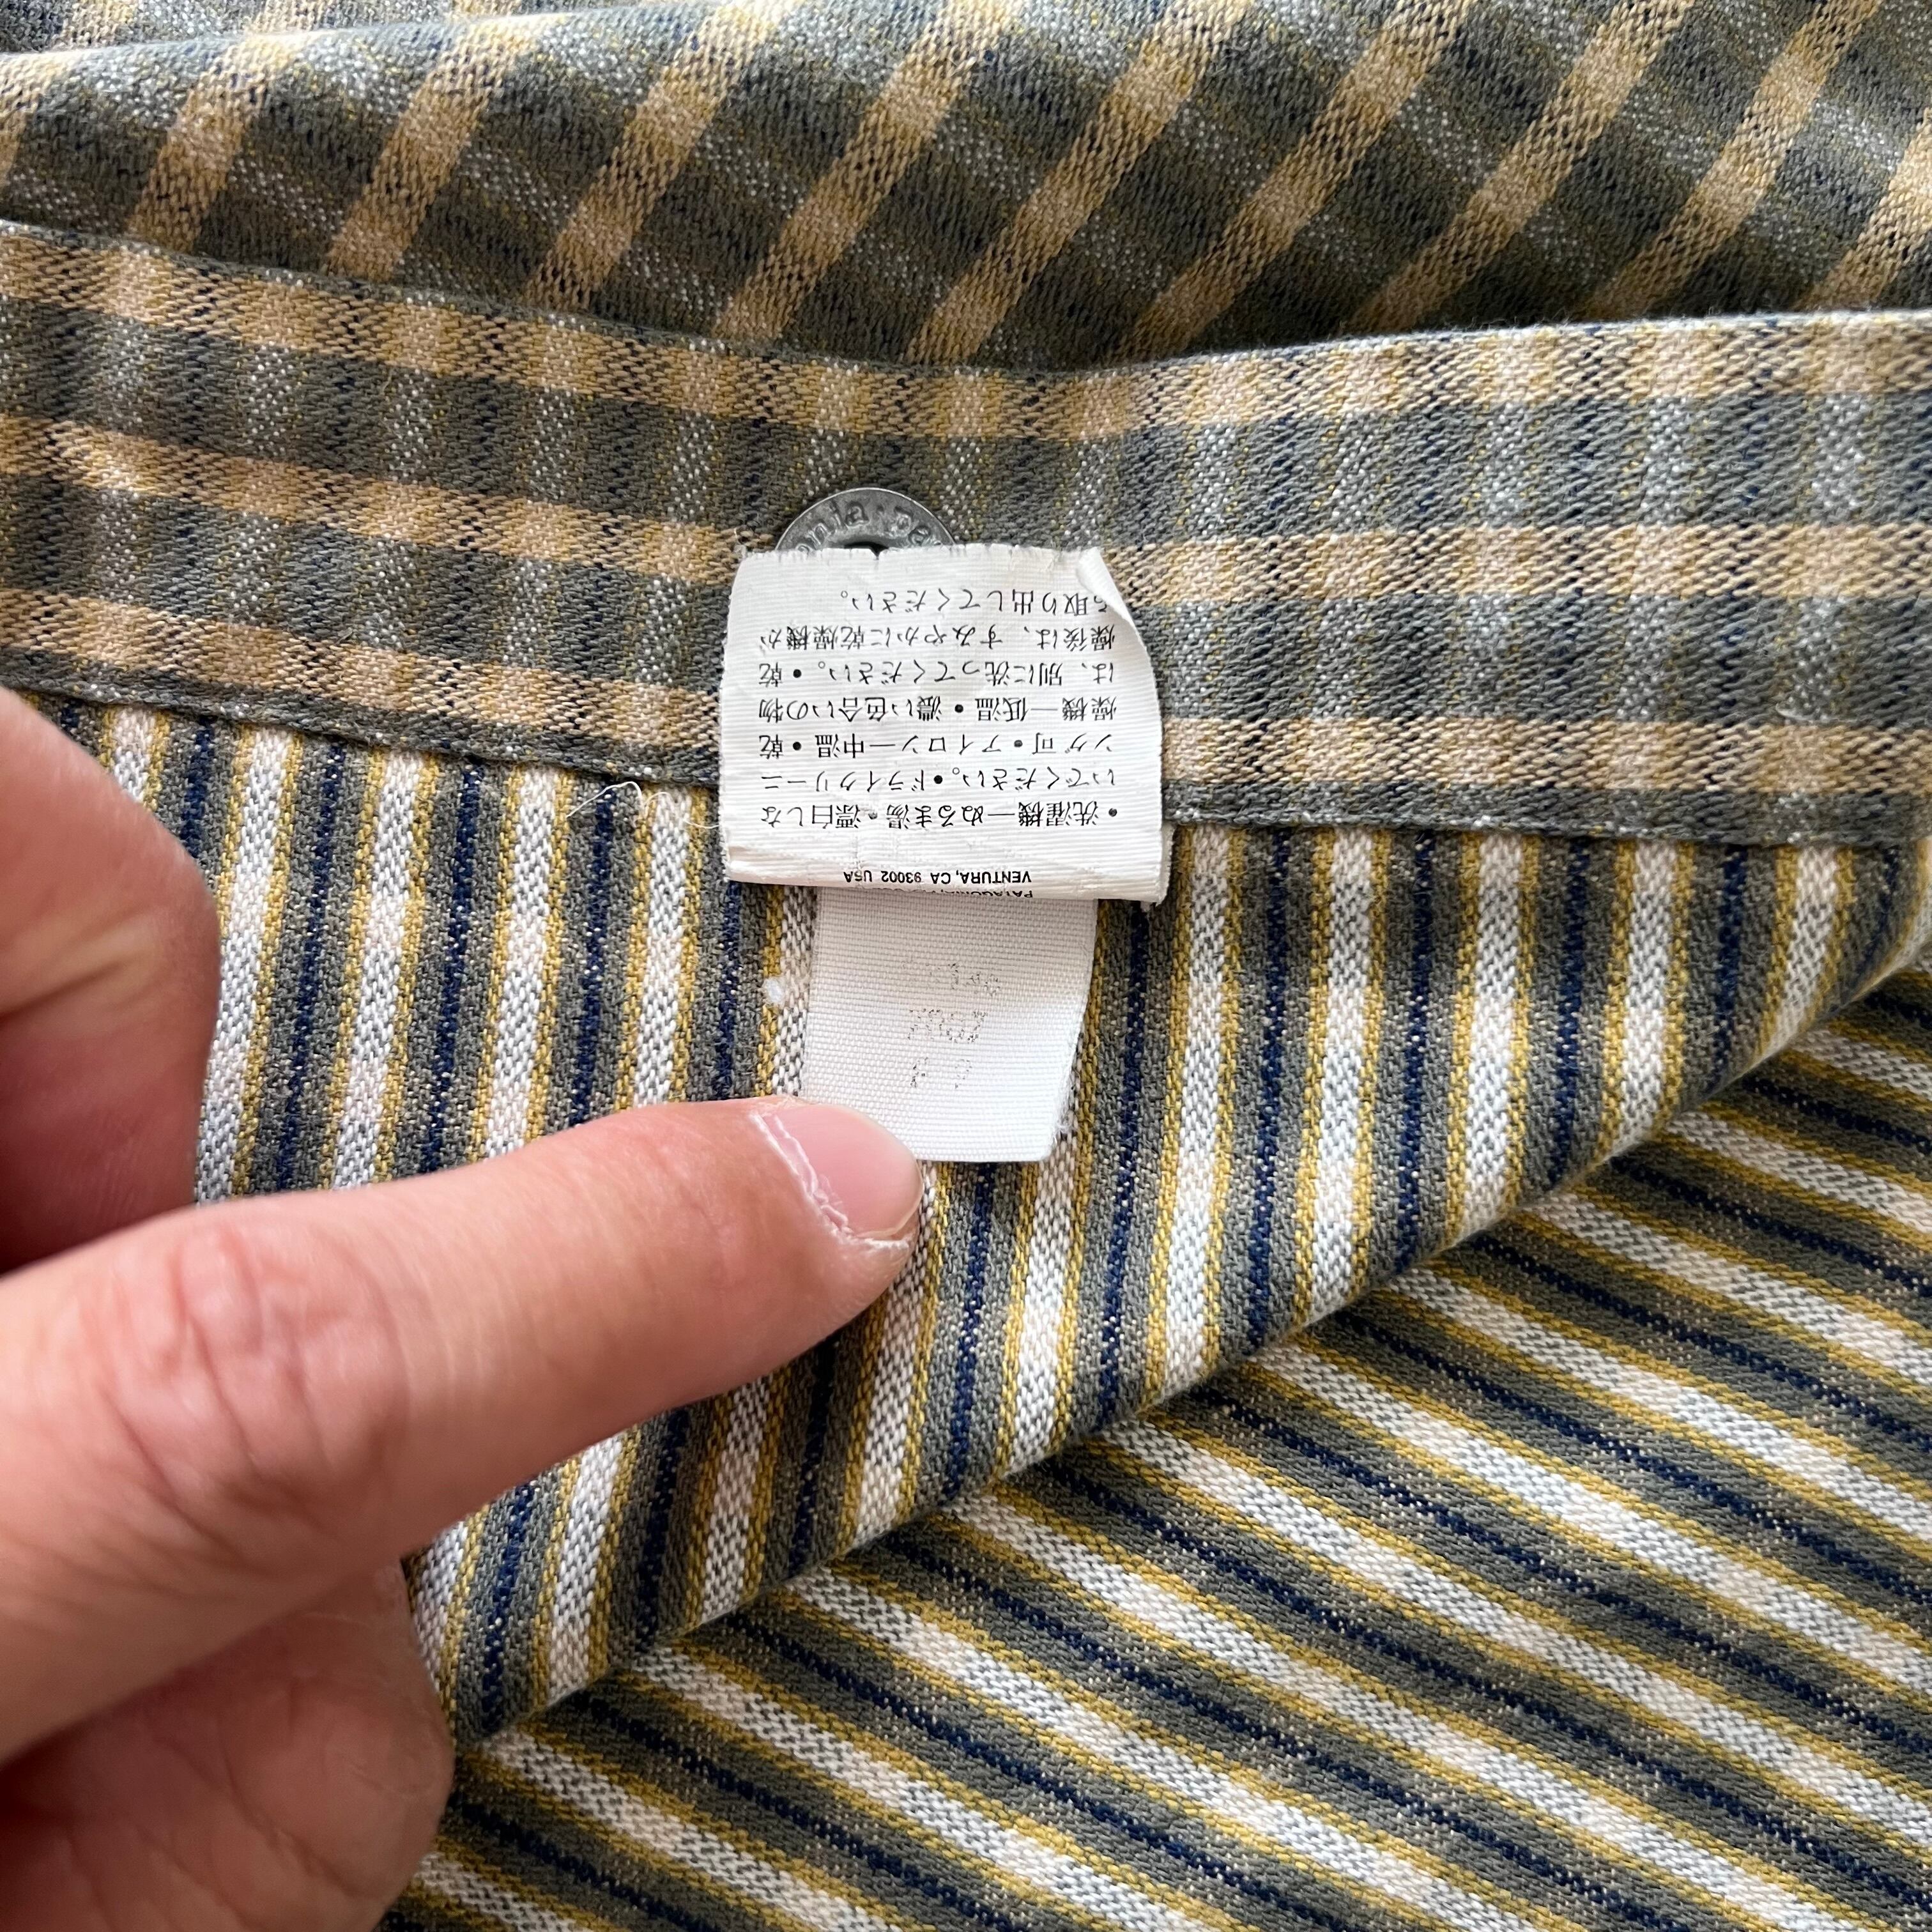 • 洗濯機—ぬるま湯・漂白しな
いでください。• ドライクリーニ
ング可 • アイロン—中温 • 乾
燥機—低温 • 濃い色合いの物
は、別に洗ってください。• 乾
燥後は、すみやかに乾燥機か
ら取り出してください。
VENTURA, CA 93002 USA